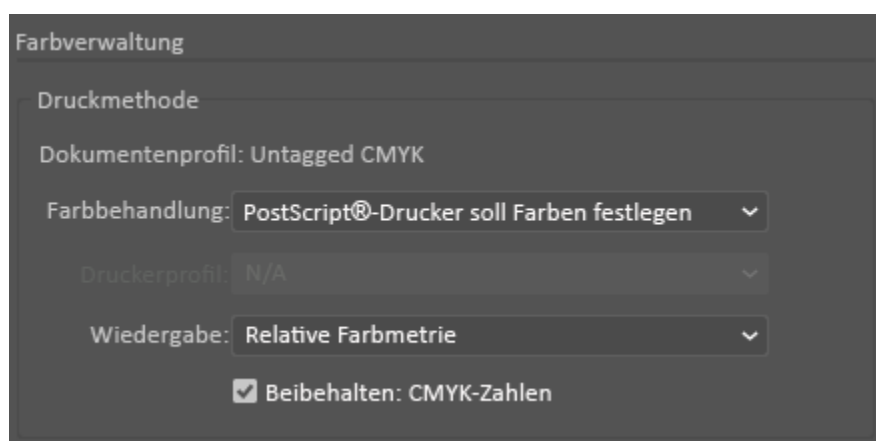 Farbverwaltung
Druckmethode
Dokumentenprofil: Untagged CMYK
Farbbehandlung: PostScript®-Drucker soll Farben festlegen
Druckerprofil: N/A
Wiedergabe: Relative Farbmetrie
Beibehalten: CMYK-Zahlen